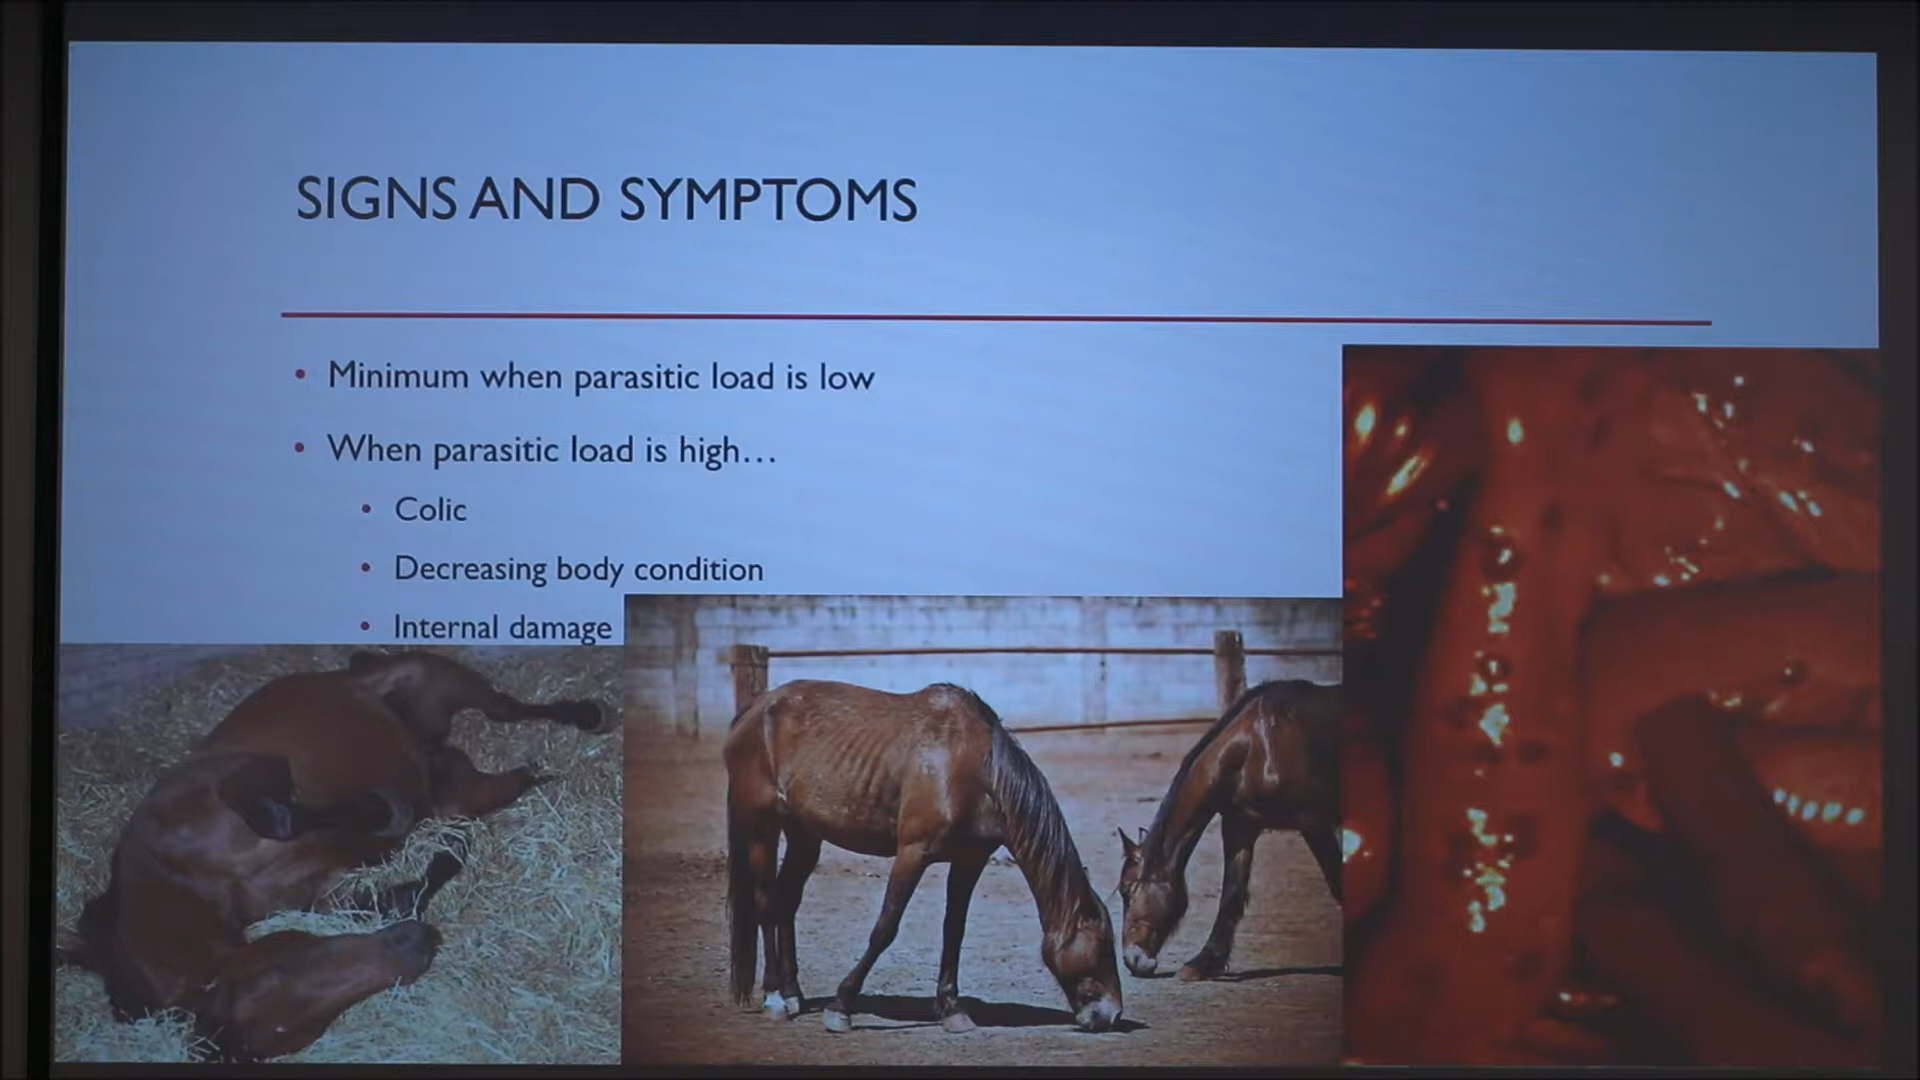 SIGNS AND SYMPTOMS
• Minimum when parasitic load is low
• When parasitic load is high...
• Colic
• Decreasing body condition
• Internal damage